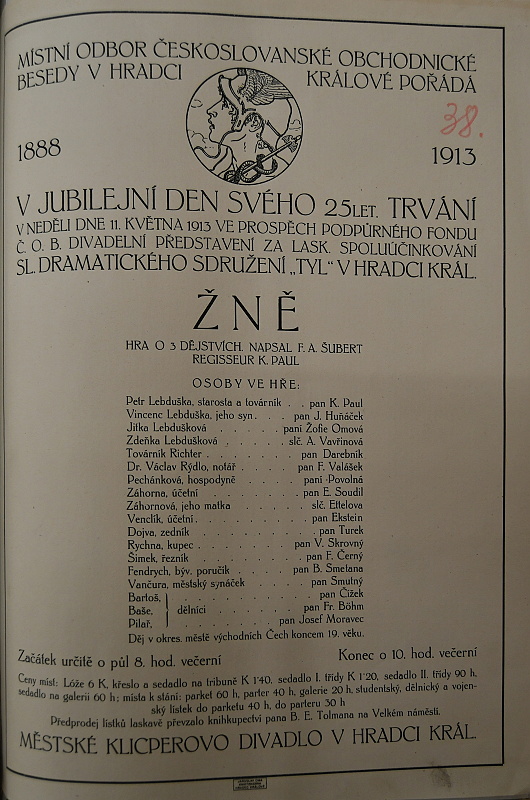 MÍSTNÍ ODBOR ČESKOSLOVANSKÉ OBCHODNICKÉ
BESEDY V HRADCI KRÁLOVÉ POŘÁDÁ
38.
1888 1913
V JUBILEJNÍ DEN SVÉHO 25LET. TRVÁNÍ
V NEDĚLI DNE 11. KVĚTNA 1913 VE PROSPĚCH PODPŮRNÉHO FONDU
Č. O. B. DIVADELNÍ PŘEDSTAVENÍ ZA LASK. SPOLUÚČINKOVÁNÍ
SL. DRAMATICKÉHO SDRUŽENÍ „TYL“ V HRADCI KRÁL.
ŽNĚ
HRA O 3 DĚJSTVÍCH. NAPSAL F. A. ŠUBERT
REGISSEUR K. PAUL
OSOBY VE HŘE:
Petr Lebduška, starosta a továrník . . pan K. Paul
Vincenc Lebduška, jeho syn . . . pan J. Huňáček
Jitka Lebdušková . . . . . paní Žofie Omová
Zdeňka Lebdušková . . . . . slč. A. Vavřinová
Továrník Richter . . . . . . pan Darebník
Dr. Václav Rýdlo, notář . . . . pan F. Valášek
Pechánková, hospodyně paní Povolná
Záhorna, účetní . . . . . . pan E. Soudil
Záhornová, jeho matka . . . . slč. Ettelova
Venclík, účetní . . . . . . . pan Ekstein
Dojva, zedník . . . . . . . pan Turek
Rychna, kupec . . . . . . pan V. Skrovný
Šimek, řezník . . . . . . pan F. Černý
Fendrych, býv. poručík . . . pan B. Smetana
Vančura, městský synáček . . . . pan Smutný
Bartoš, . . . . . . . pan Čížek
Baše, dělníci . . . . . pan Fr. Böhm
Pilař, . . . . . pan Josef Moravec
Děj v okres. městě východních Čech koncem 19. věku.
Začátek určitě o půl 8. hod. večerní Konec o 10. hod. večerní
Ceny míst: Lóže 6 K, křeslo a sedadlo na tribuně K 1'40, sedadlo I. třídy K 1'20, sedadlo II. třídy 90 h.
sedadlo na galerii 60 h; místa k stání: parket 60 h, parter 40 h, galerie 20 h, studentský, dělnický a vojen-
ský lístek do parketu 40 h, do parteru 30 h
Předprodej lístků laskavě převzalo knihkupectví pana B. E. Tolmana na Velkém náměstí.
MĚSTSKÉ KLICPEROVO DIVADLO V HRADCI KRÁL.